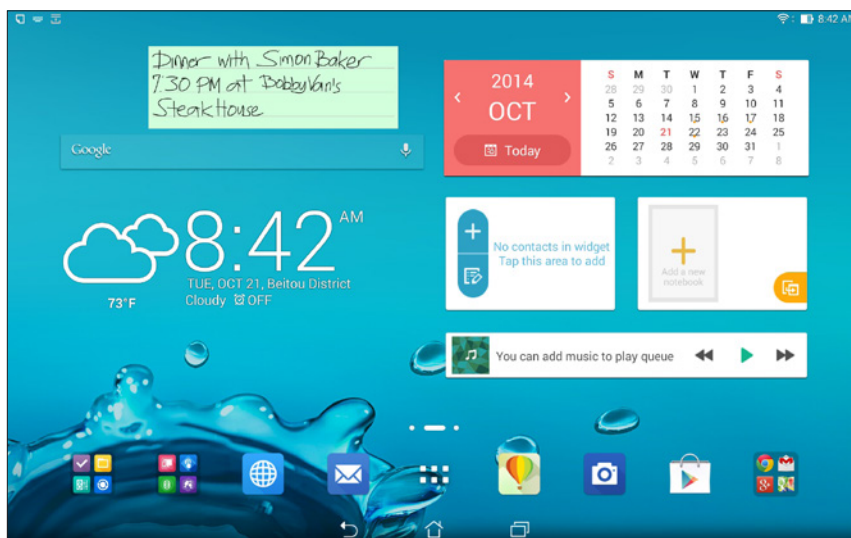 8:42 AM
Dinner with Simon Baker
7:30 PM at BobbyVan's
SteakHouse
Google
2014
OCT
Today
S M T W T F S
28 29 30 1 2 3 4
5 6 7 8 9 10 11
12 13 14 15 16 17 18
19 20 21 22 23 24 25
26 27 28 29 30 31 1
2 3 4 5 6 7 8
8:42 AM
TUE, OCT 21, Beitou District
Cloudy OFF
73°F
No contacts in widget
Tap this area to add
Add a new
notebook
You can add music to play queue